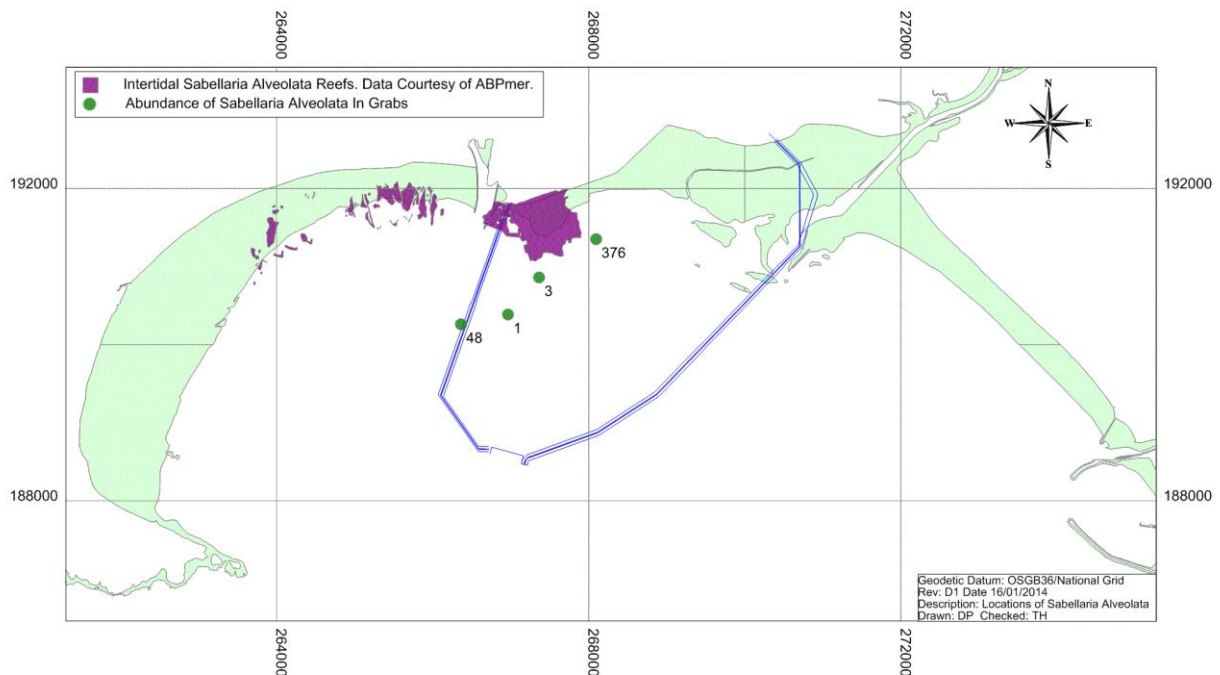 264000
268000
272000
Intertidal Sabellaria Alveolata Reefs. Data Courtesy of ABPmer.
Abundance of Sabellaria Alveolata In Grabs
N
W
E
S
192000
192000
376
3
1
48
188000
188000
Geodetic Datum: OSGB36/National Grid
Rev: D1 Date 16/01/2014
Description: Locations of Sabellaria Alveolata
Drawn: DP Checked: TH
264000
268000
272000